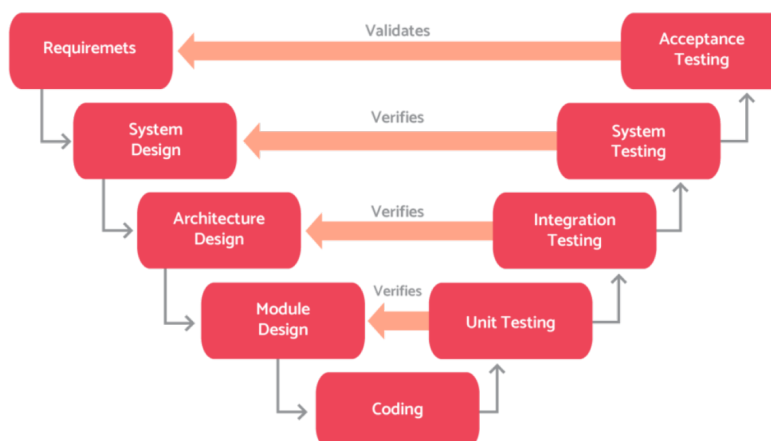 Requiremets
Validates
Acceptance
Testing
System
Design
Verifies
System
Testing
Architecture
Design
Verifies
Integration
Testing
Module
Design
Verifies
Unit Testing
Coding